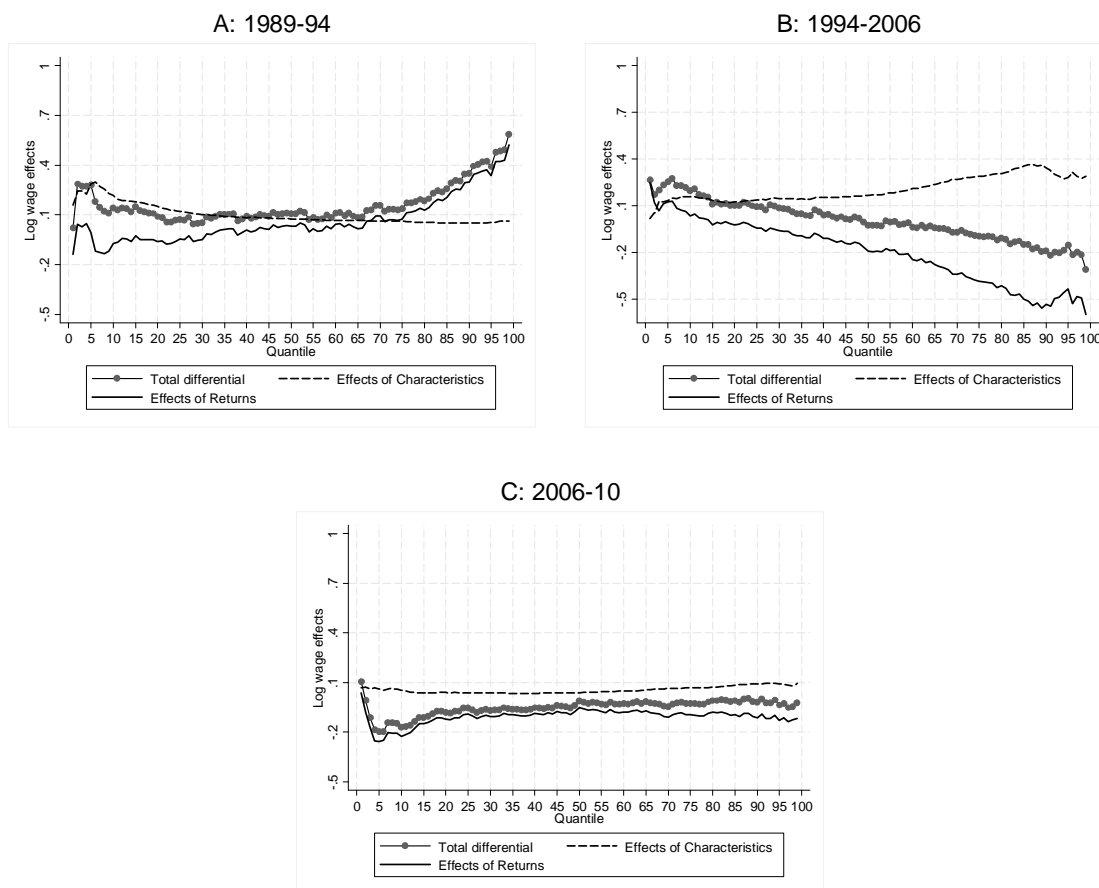 A: 1989-94
Log wage effects
1
.7
.4
.1
-.2
-.5
0 5 10 15 20 25 30 35 40 45 50 55 60 65 70 75 80 85 90 95 100
Quantile
Total differential Effects of Characteristics
Effects of Returns
B: 1994-2006
Log wage effects
1
.7
.4
.1
-.2
-.5
0 5 10 15 20 25 30 35 40 45 50 55 60 65 70 75 80 85 90 95 100
Quantile
Total differential Effects of Characteristics
Effects of Returns
C: 2006-10
Log wage effects
1
.7
.4
.1
-.2
-.5
0 5 10 15 20 25 30 35 40 45 50 55 60 65 70 75 80 85 90 95 100
Quantile
Total differential Effects of Characteristics
Effects of Returns